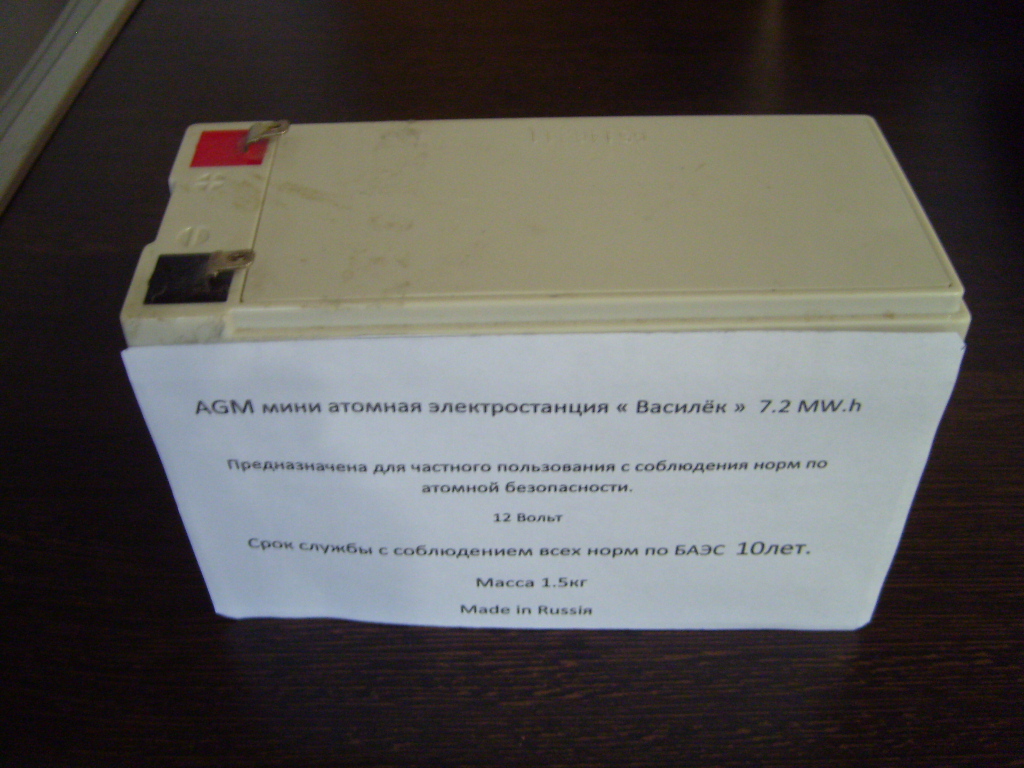 AGM мини атомная электростанция « Василёк » 7.2 MW.h
Предназначена для частного пользования с соблюдения норм по
атомной безопасности.
12 Вольт
Срок службы с соблюдением всех норм по БАЭС 10лет.
Масса 1.5кг
Made in Russia